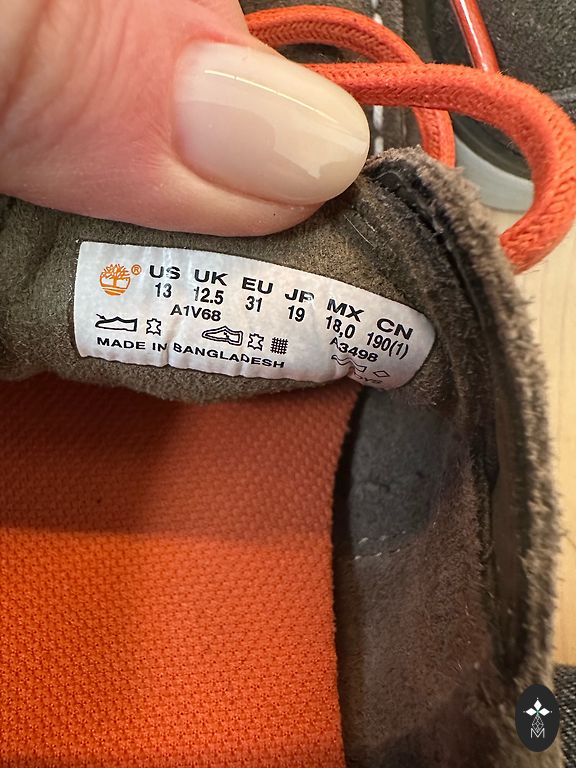 US UK EU JP MX CN
13 12.5 31 19 18,0 190(1)
A1V68 A3498
MADE IN BANGLADESH
M